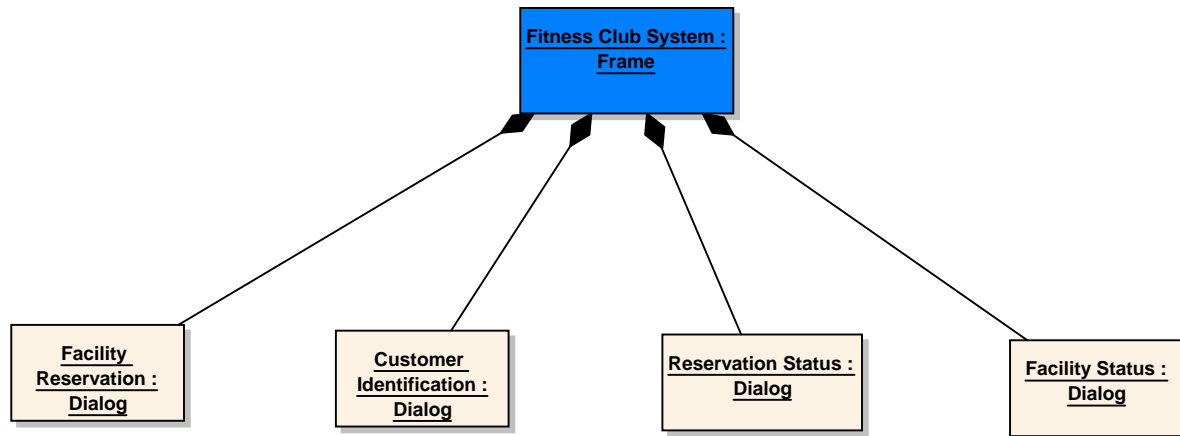 Fitness Club System :
Frame
Facility
Reservation :
Dialog
Customer
Identification :
Dialog
Reservation Status :
Dialog
Facility Status :
Dialog